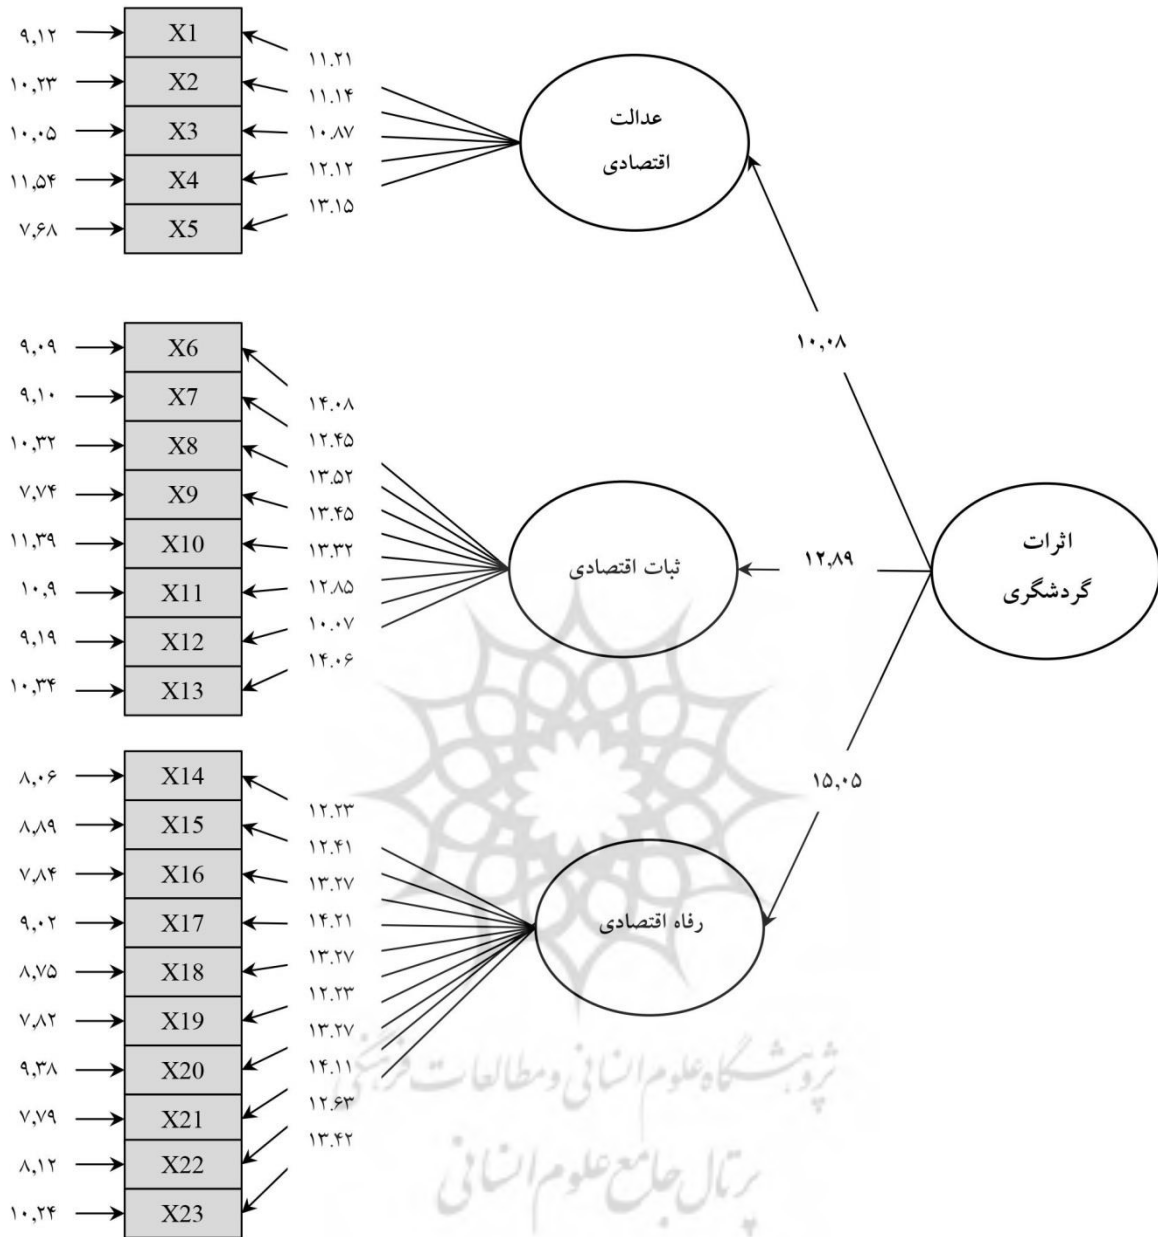 ۹,۱۲ X1 ۱۱.۲۱
۱۰,۲۳ X2 ۱۱.۱۴
۱۰,۰۵ X3 ۱۰.۸۷
۱۱,۵۴ X4 ۱۲.۱۲
۷,۶۸ X5 ۱۳.۱۵
عدالت
اقتصادی
۱۰,۰۸
۹,۰۹ X6 ۱۴.۰۸
۹,۱۰ X7 ۱۲.۴۵
۱۰,۳۲ X8 ۱۳.۵۲
۷,۷۴ X9 ۱۳.۴۵
۱۱,۳۹ X10 ۱۳.۳۲
۱۰,۹ X11 ۱۲.۸۵
۹,۱۹ X12 ۱۰.۰۷
۱۰,۳۴ X13 ۱۴.۰۶
ثبات اقتصادی
۱۲,۸۹
اثرات
گردشگری
۱۵,۰۵
۸,۰۶ X14 ۱۲.۲۳
۸,۸۹ X15 ۱۲.۴۱
۷,۸۴ X16 ۱۳.۲۷
۹,۰۲ X17 ۱۴.۲۱
۸,۷۵ X18 ۱۳.۲۷
۷,۸۲ X19 ۱۲.۲۳
۹,۳۸ X20 ۱۳.۲۷
۷,۷۹ X21 ۱۴.۱۱
۸,۱۲ X22 ۱۲.۶۳
۱۰,۲۴ X23 ۱۳.۴۲
رفاه اقتصادی
پژوهشگاه علوم انسانی و مطالعات فرهنگی
پرتال جامع علوم انسانی